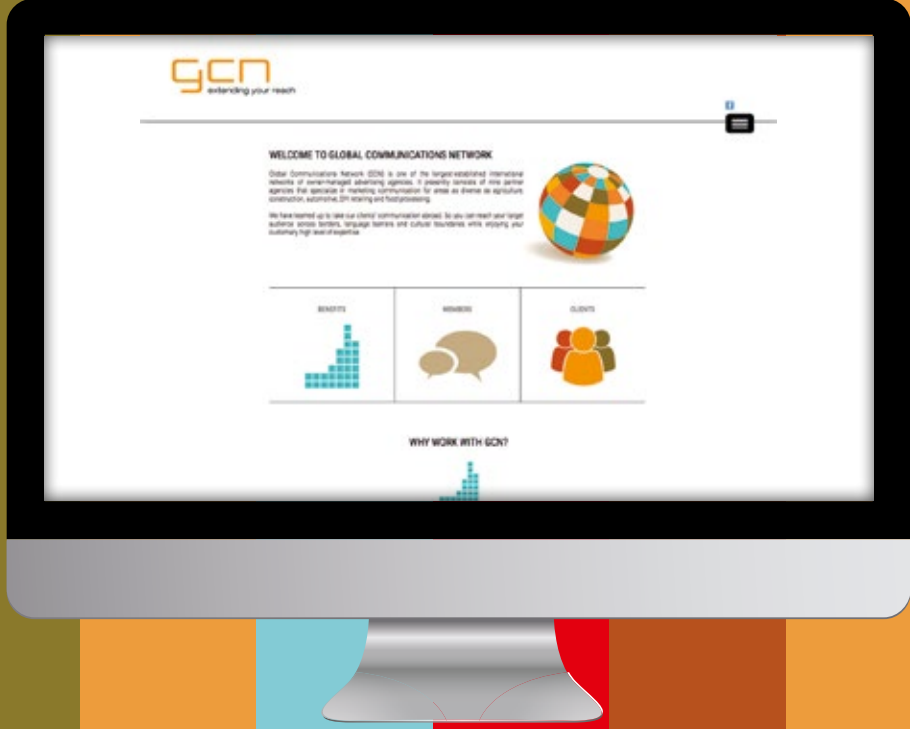 gcn
extending your reach
f
WELCOME TO GLOBAL COMMUNICATIONS NETWORK
Global Communications Network (GCN) is one of the largest established international
networks of owner-managed advertising agencies. It presently consists of nine partner
agencies that specialize in marketing communication for areas as diverse as agriculture,
construction, automotive, DIY retailing and food processing.
We have teamed up to take our clients' communication abroad. So you can reach your target
audience across borders, language barriers and cultural boundaries while enjoying your
customary high level of expertise.
BENEFITS
MEMBERS
CLIENTS
WHY WORK WITH GCN?